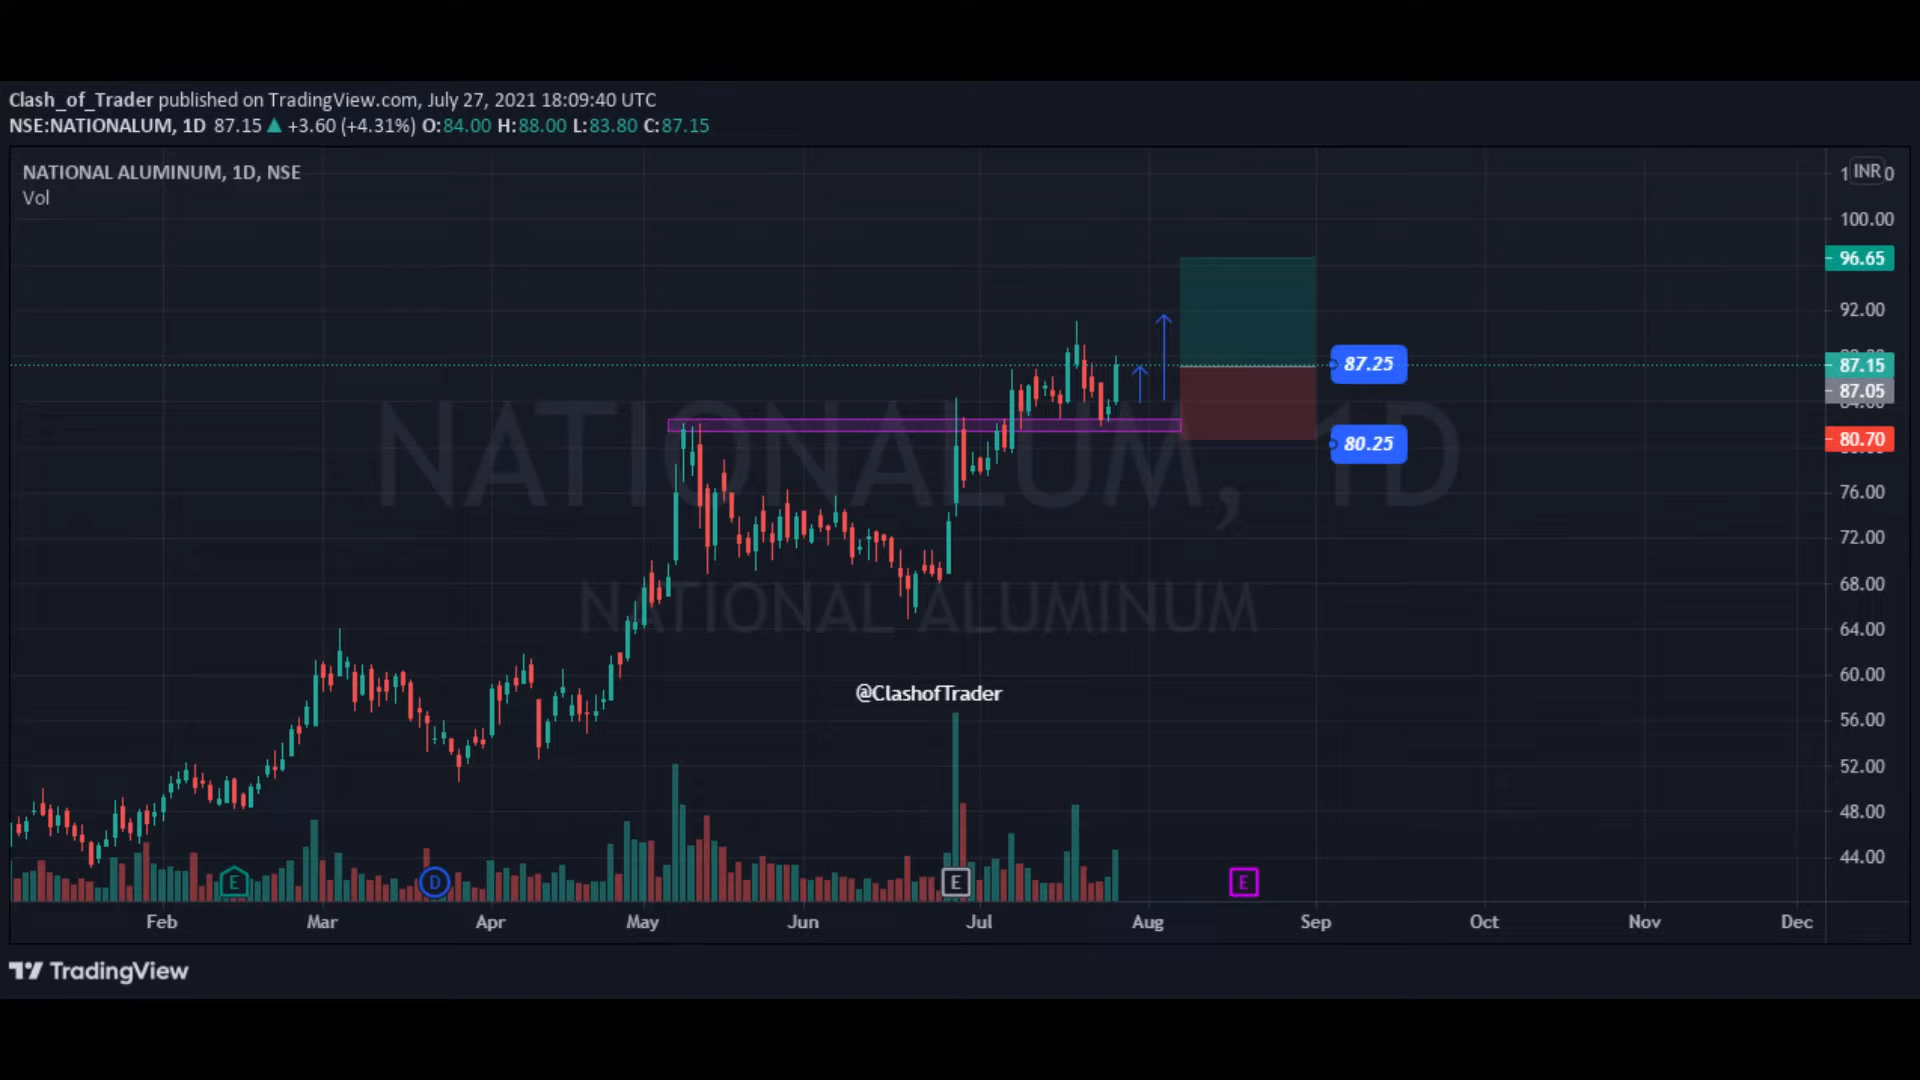 Clash_of_Trader published on TradingView.com, July 27, 2021 18:09:40 UTC
NSE:NATIONALUM, 1D 87.15 ▲ +3.60 (+4.31%) O:84.00 H:88.00 L:83.80 C:87.15
NATIONAL ALUMINUM, 1D, NSE
Vol
INR
100.00
96.65
92.00
87.15
87.25
87.05
80.70
80.25
NATIONALUM, 1D
76.00
72.00
68.00
NATIONAL ALUMINUM
64.00
60.00
@ClashofTrader
56.00
52.00
48.00
44.00
E
D
E
E
Feb Mar Apr May Jun Jul Aug Sep Oct Nov Dec
TradingView